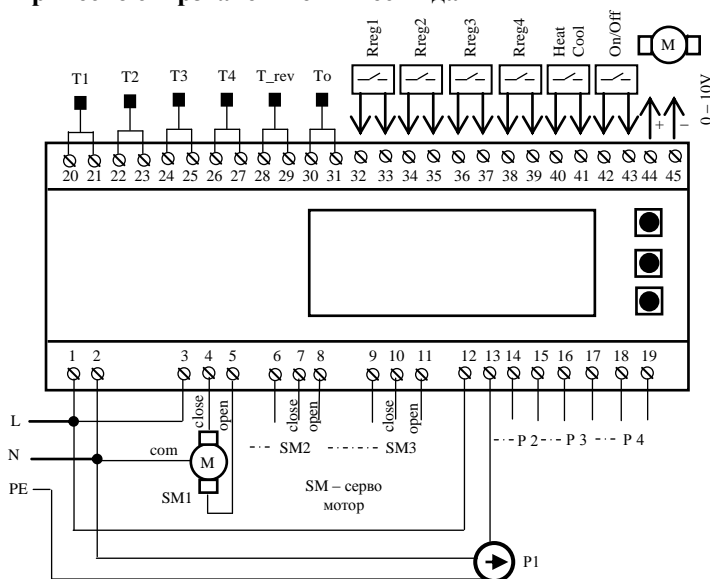 T1 T2 T3 T4 T_rev To
Rreg1 Rreg2 Rreg3 Rreg4 Heat Cool On/Off
M
0 – 10V
+ –
20 21 22 23 24 25 26 27 28 29 30 31 32 33 34 35 36 37 38 39 40 41 42 43 44 45
1 2 3 4 5 6 7 8 9 10 11 12 13 14 15 16 17 18 19
close open close open close open
L
N
PE
com
M
SM1
SM2
SM3
P 2 P 3 P 4
SM – серво
мотор
P1